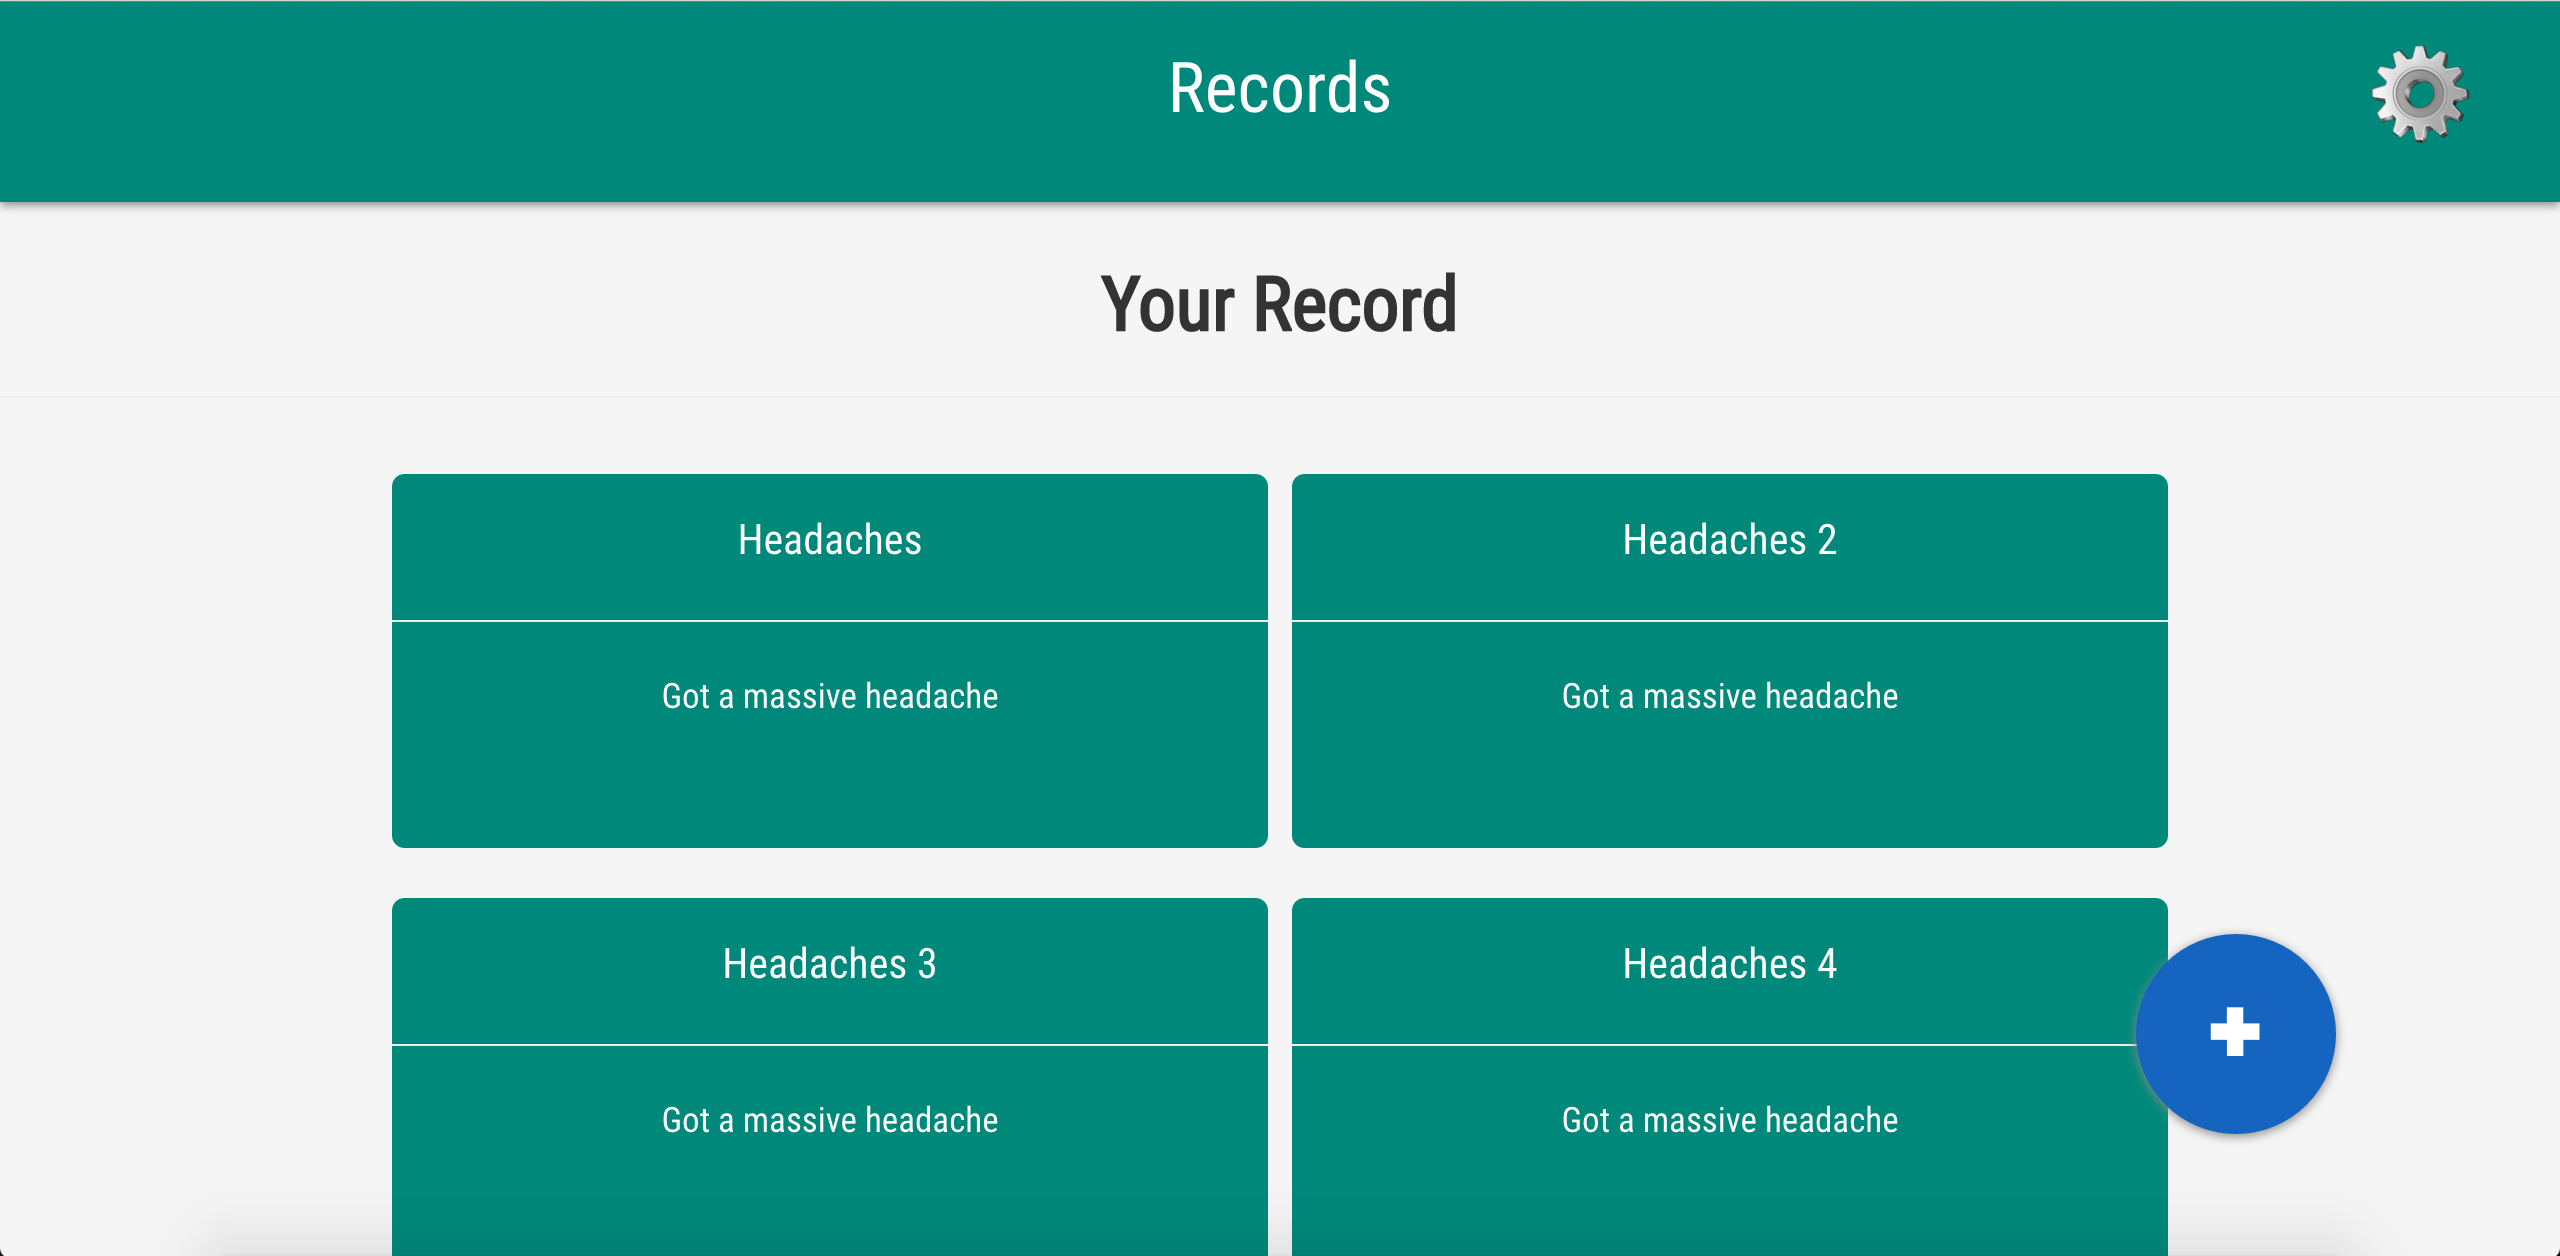 Records
Your Record
Headaches
Got a massive headache
Headaches 2
Got a massive headache
Headaches 3
Got a massive headache
Headaches 4
Got a massive headache